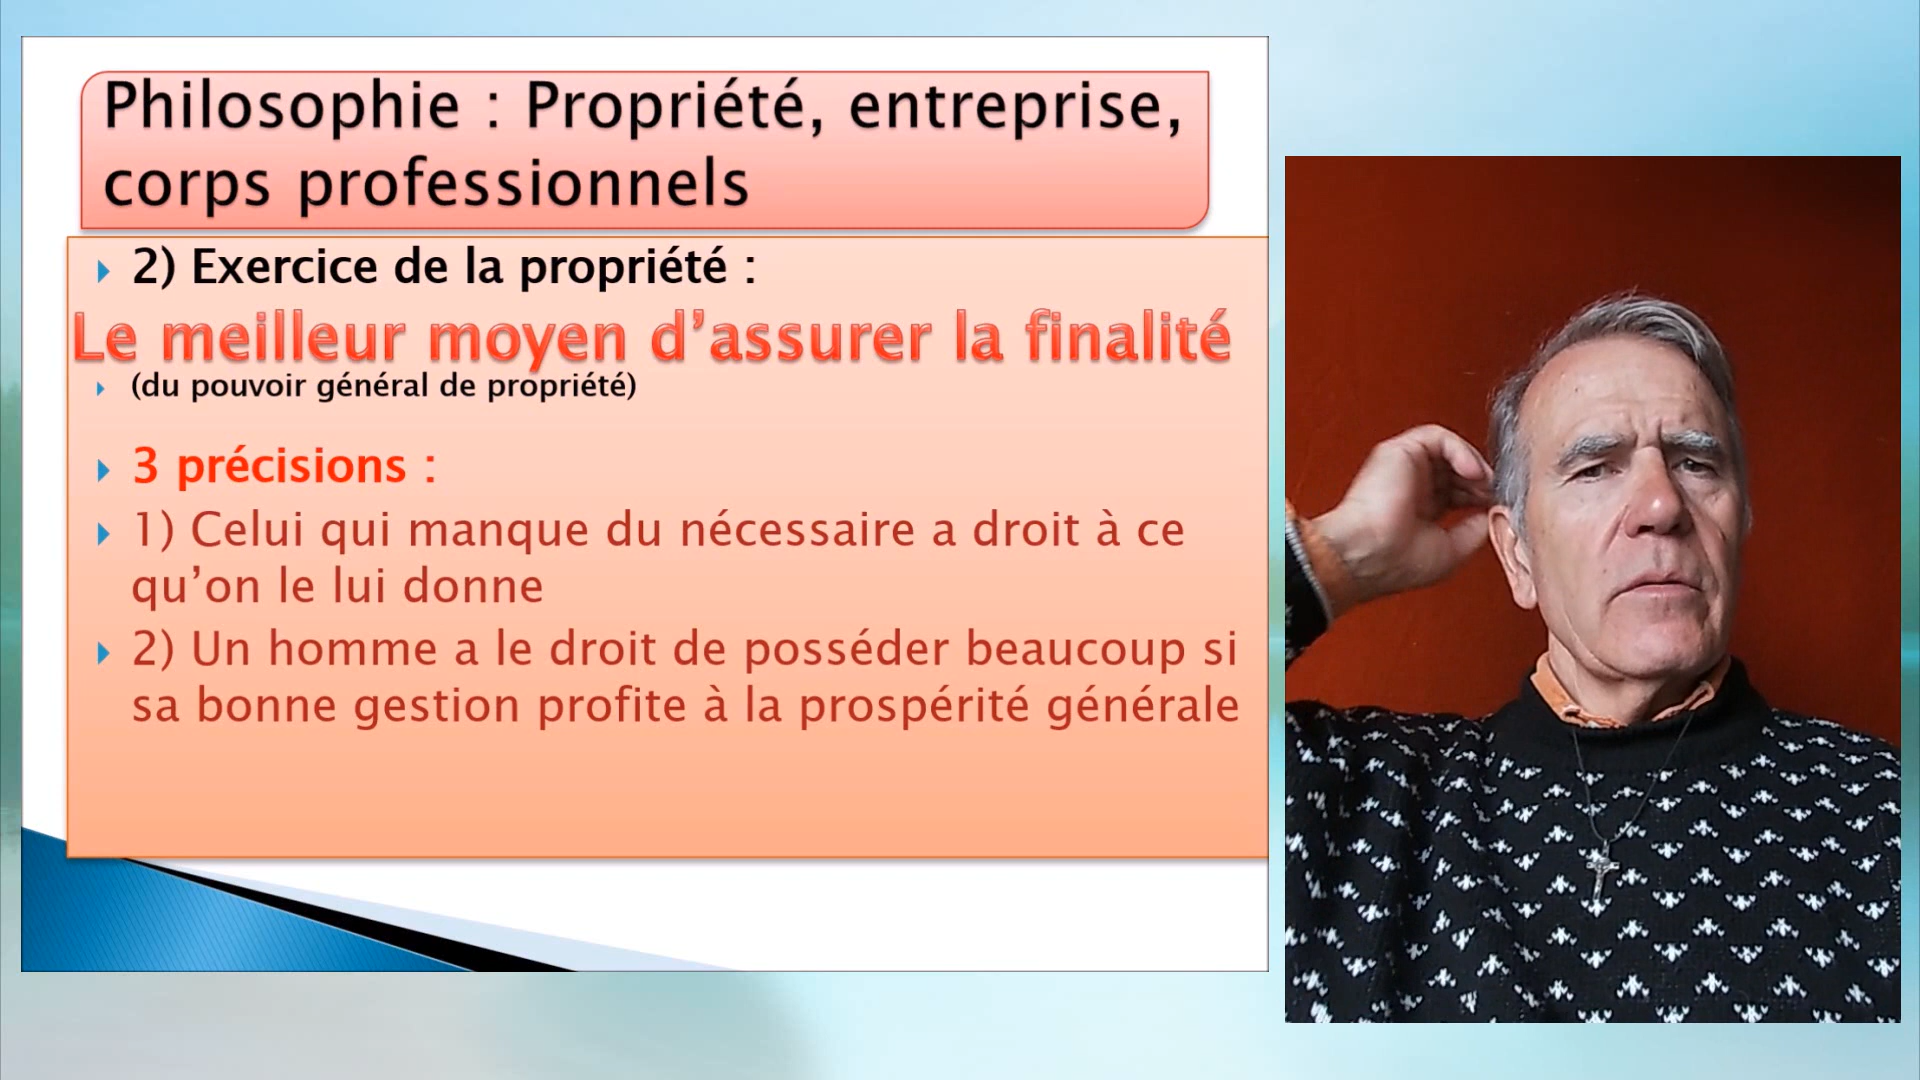 Philosophie : Propriété, entreprise,
corps professionnels
2) Exercice de la propriété :
Le meilleur moyen d’assurer la finalité
(du pouvoir général de propriété)
3 précisions :
1) Celui qui manque du nécessaire a droit à ce
qu’on le lui donne
2) Un homme a le droit de posséder beaucoup si
sa bonne gestion profite à la prospérité générale